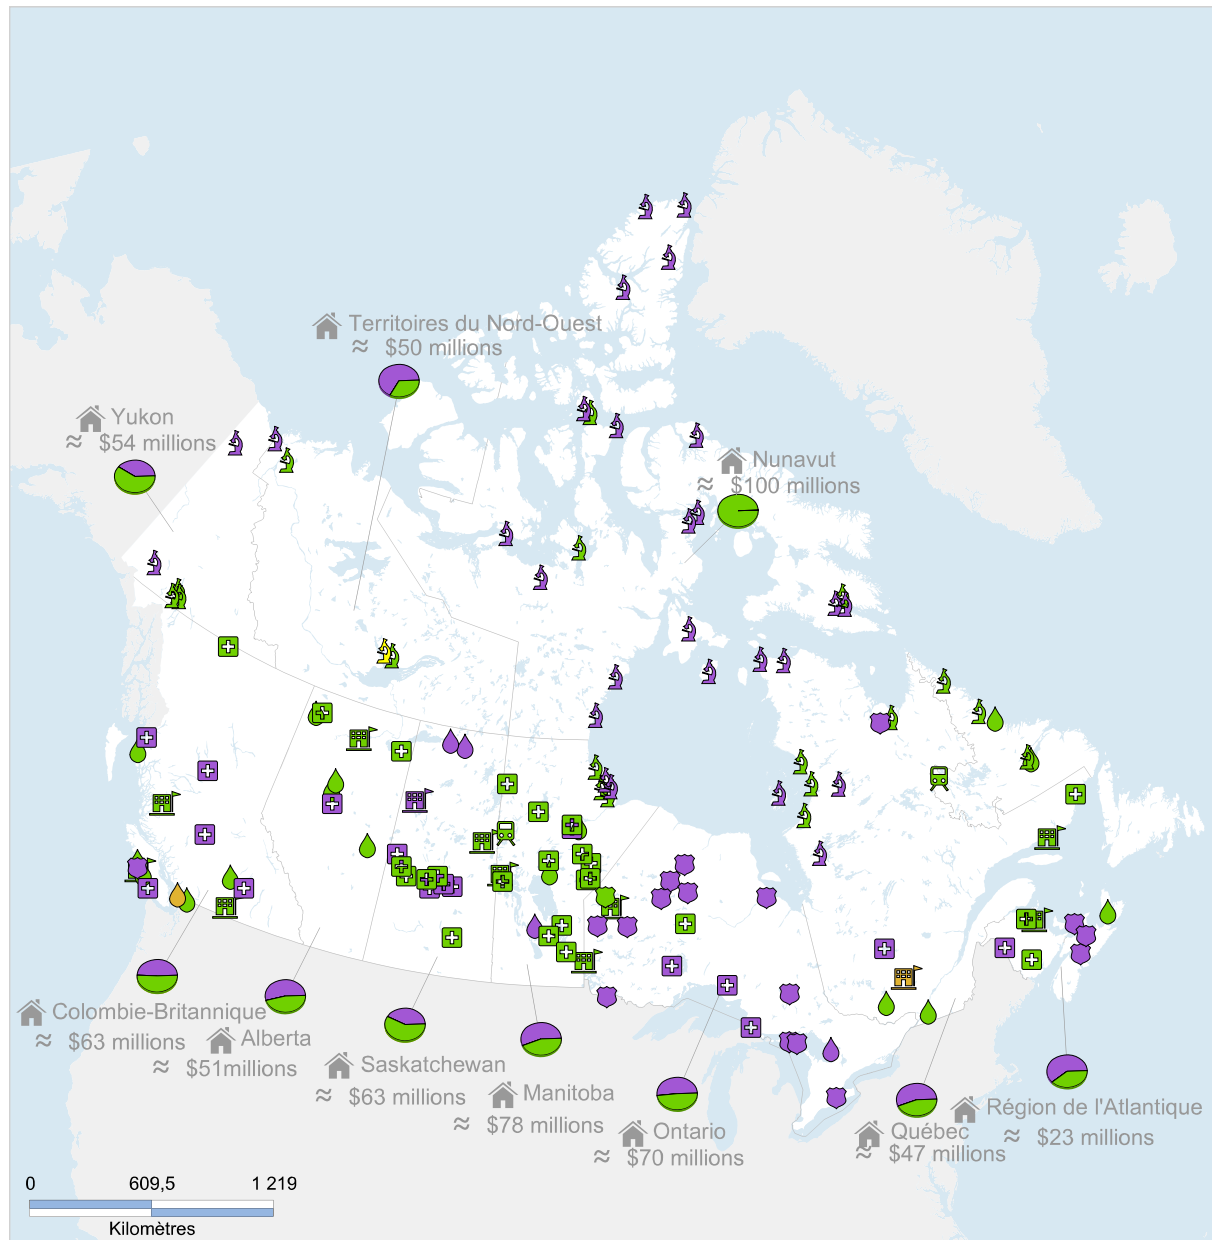 Territoires du Nord-Ouest
≈ $50 millions
Yukon
≈ $54 millions
Nunavut
≈ $100 millions
Colombie-Britannique
≈ $63 millions
Alberta
≈ $51millions
Saskatchewan
≈ $63 millions
Manitoba
≈ $78 millions
Ontario
≈ $70 millions
Québec
≈ $47 millions
Région de l'Atlantique
≈ $23 millions
0 609,5 1 219
Kilomètres